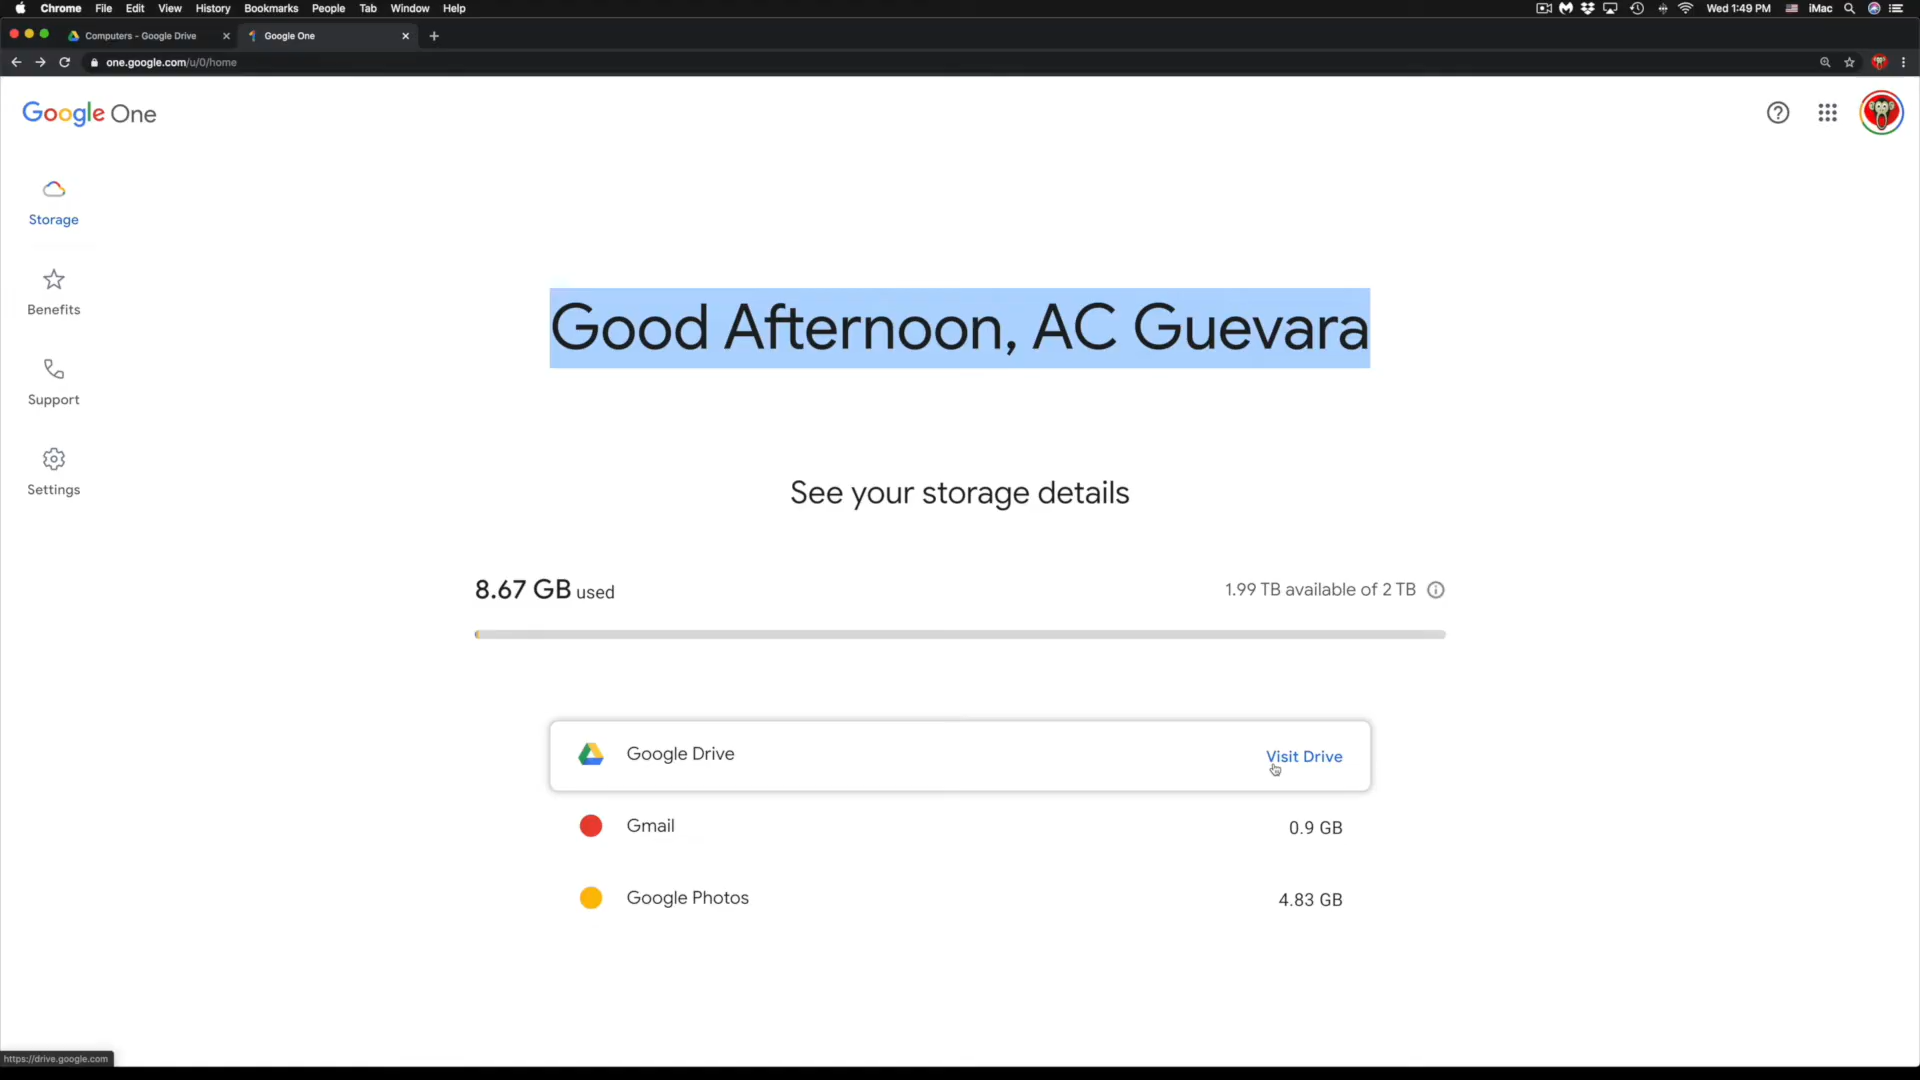 Chrome File Edit View History Bookmarks People Tab Window Help Wed 1:49 PM iMac
Computers - Google Drive Google One
one.google.com/u/0/home
Google One
Storage
Benefits
Support
Settings
Good Afternoon, AC Guevara
See your storage details
8.67 GB used 1.99 TB available of 2 TB
Google Drive Visit Drive
Gmail 0.9 GB
Google Photos 4.83 GB
https://drive.google.com